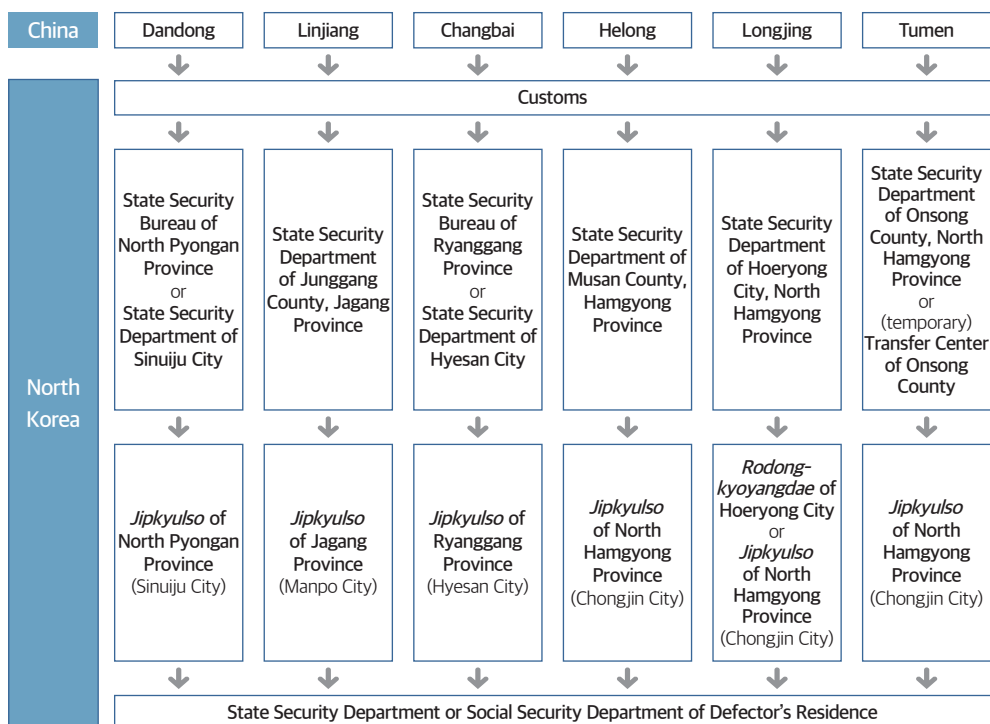 China
Dandong
Linjiang
Changbai
Helong
Longjing
Tumen
North
Korea
Customs
State Security
Bureau of
North Pyongan
Province
or
State Security
Department of
Sinuiju City
State Security
Department
of Junggang
County, Jagang
Province
State Security
Bureau of
Ryanggang
Province
or
State Security
Department of
Hyesan City
State Security
Department of
Musan County,
Hamgyong
Province
State Security
Department
of Hoeryong
City, North
Hamgyong
Province
State Security
Department
of Onsong
County, North
Hamgyong
Province
or
(temporary)
Transfer Center
of Onsong
County
Jipkyulso of
North Pyongan
Province
(Sinuiju City)
Jipkyulso
of Jagang
Province
(Manpo City)
Jipkyulso of
Ryanggang
Province
(Hyesan City)
Jipkyulso
of North
Hamgyong
Province
(Chongjin City)
Rodong-
kyoyangdae of
Hoeryong City
or
Jipkyulso
of North
Hamgyong
Province
(Chongjin City)
Jipkyulso
of North
Hamgyong
Province
(Chongjin City)
State Security Department or Social Security Department of Defector's Residence